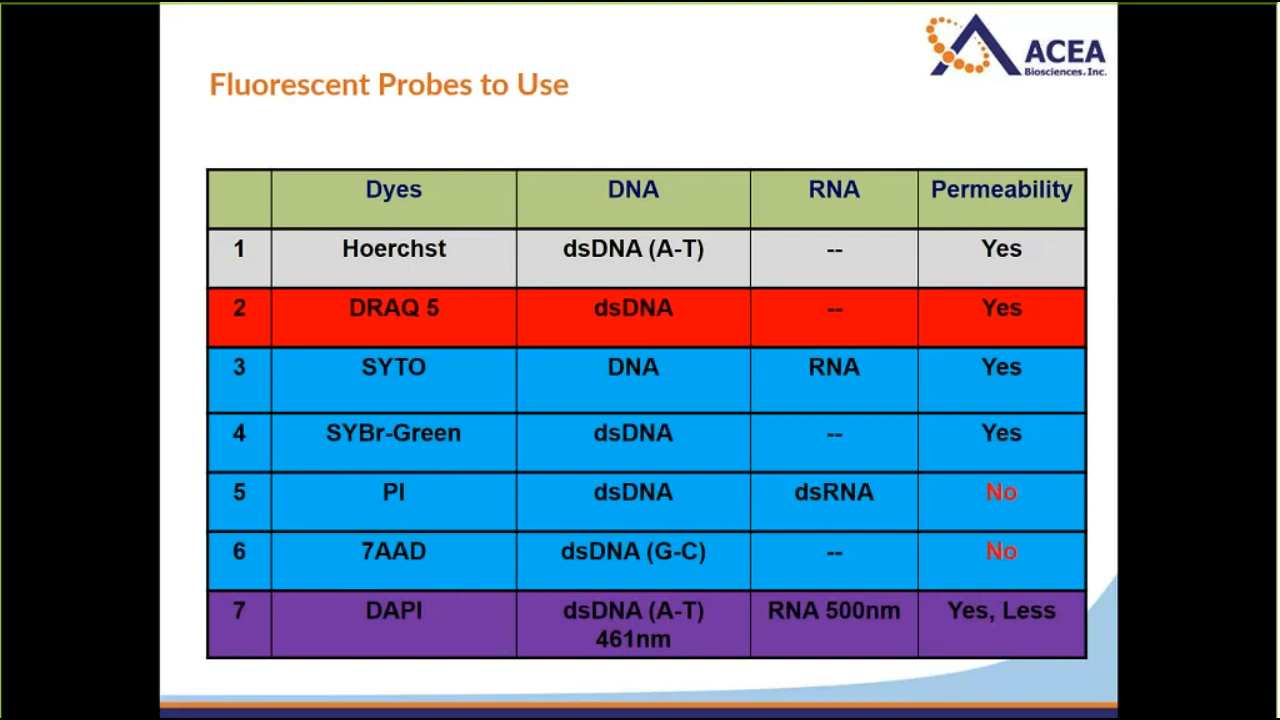 ACEA
Biosciences, Inc.
Fluorescent Probes to Use
Dyes DNA RNA Permeability
1 Hoerchst dsDNA (A-T) -- Yes
2 DRAQ 5 dsDNA -- Yes
3 SYTO DNA RNA Yes
4 SYBr-Green dsDNA -- Yes
5 PI dsDNA dsRNA No
6 7AAD dsDNA (G-C) -- No
7 DAPI dsDNA (A-T) RNA 500nm Yes, Less
461nm